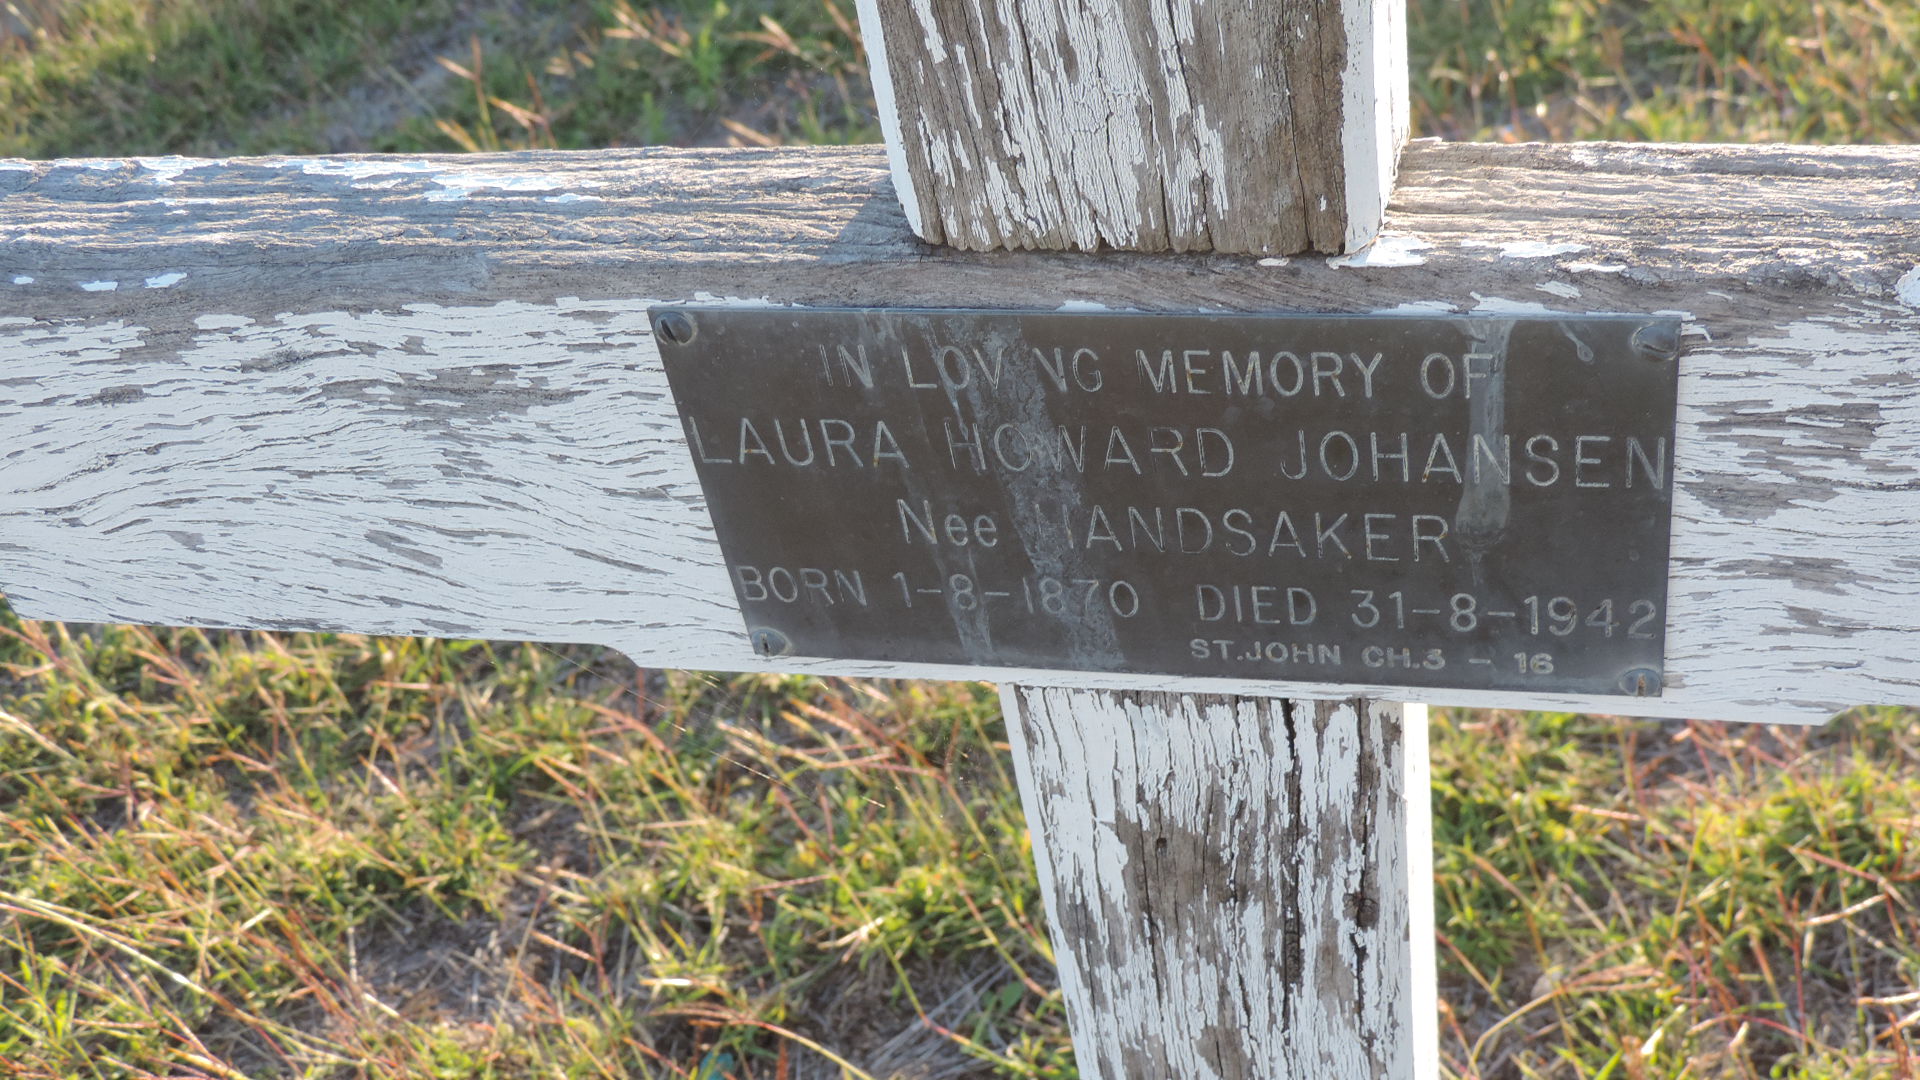 IN LOVING MEMORY OF
LAURA HOWARD JOHANSEN
Nee HANDSAKER
BORN 1-8-1870 DIED 31-8-1942
ST.JOHN CH.3 - 16